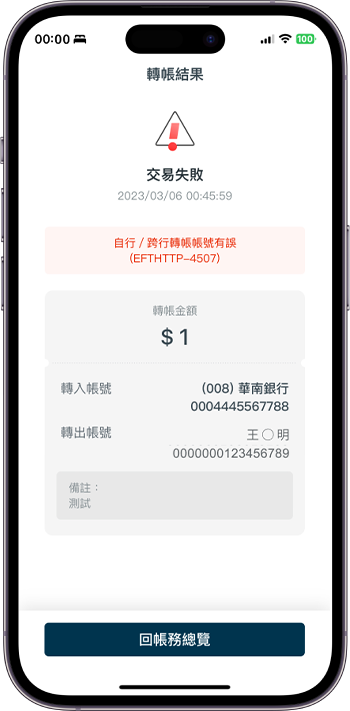 00:00 100
轉帳結果
交易失敗
2023/03/06 00:45:59
自行 / 跨行轉帳帳號有誤
(EFTHTTP-4507)
轉帳金額
$ 1
轉入帳號 (008) 華南銀行
0004445567788
轉出帳號 王〇明
0000000123456789
備註：
測試
回帳務總覽